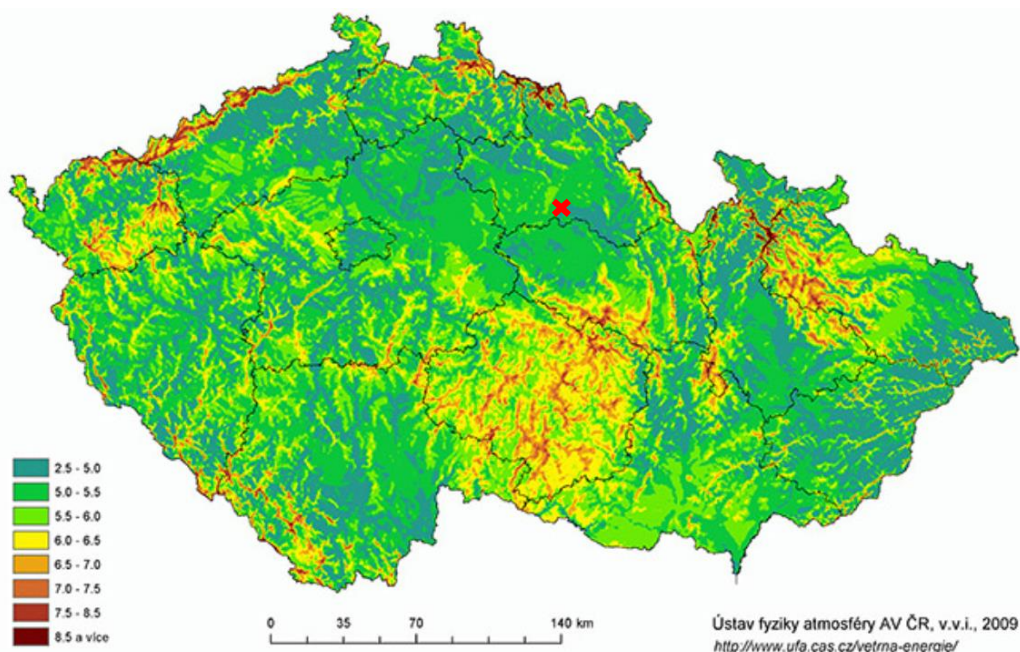 2.5 - 5.0
5.0 - 5.5
5.5 - 6.0
6.0 - 6.5
6.5 - 7.0
7.0 - 7.5
7.5 - 8.5
8.5 a více
0 35 70 140 km
Ústav fyziky atmosféry AV ČR, v.v.i., 2009
http://www.ufa.cas.cz/vetrna-energie/